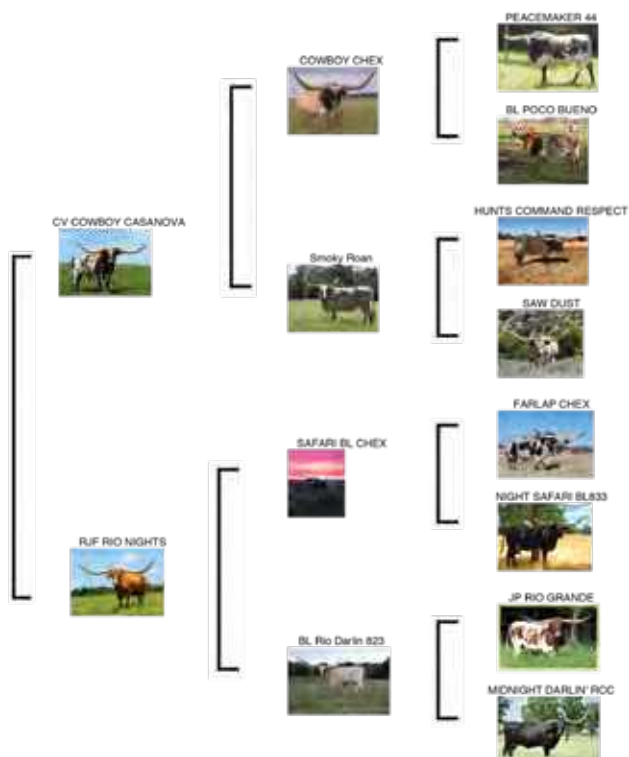 PEACEMAKER 44
COWBOY CHEX
BL POCO BUENO
CV COWBOY CASANOVA
HUNTS COMMAND RESPECT
Smoky Roan
SAW DUST
FARLAP CHEX
SAFARI BL CHEX
NIGHT SAFARI BL833
RJF RIO NIGHTS
JP RIO GRANDE
BL Rio Darlin 823
MIDNIGHT DARLIN' RCC